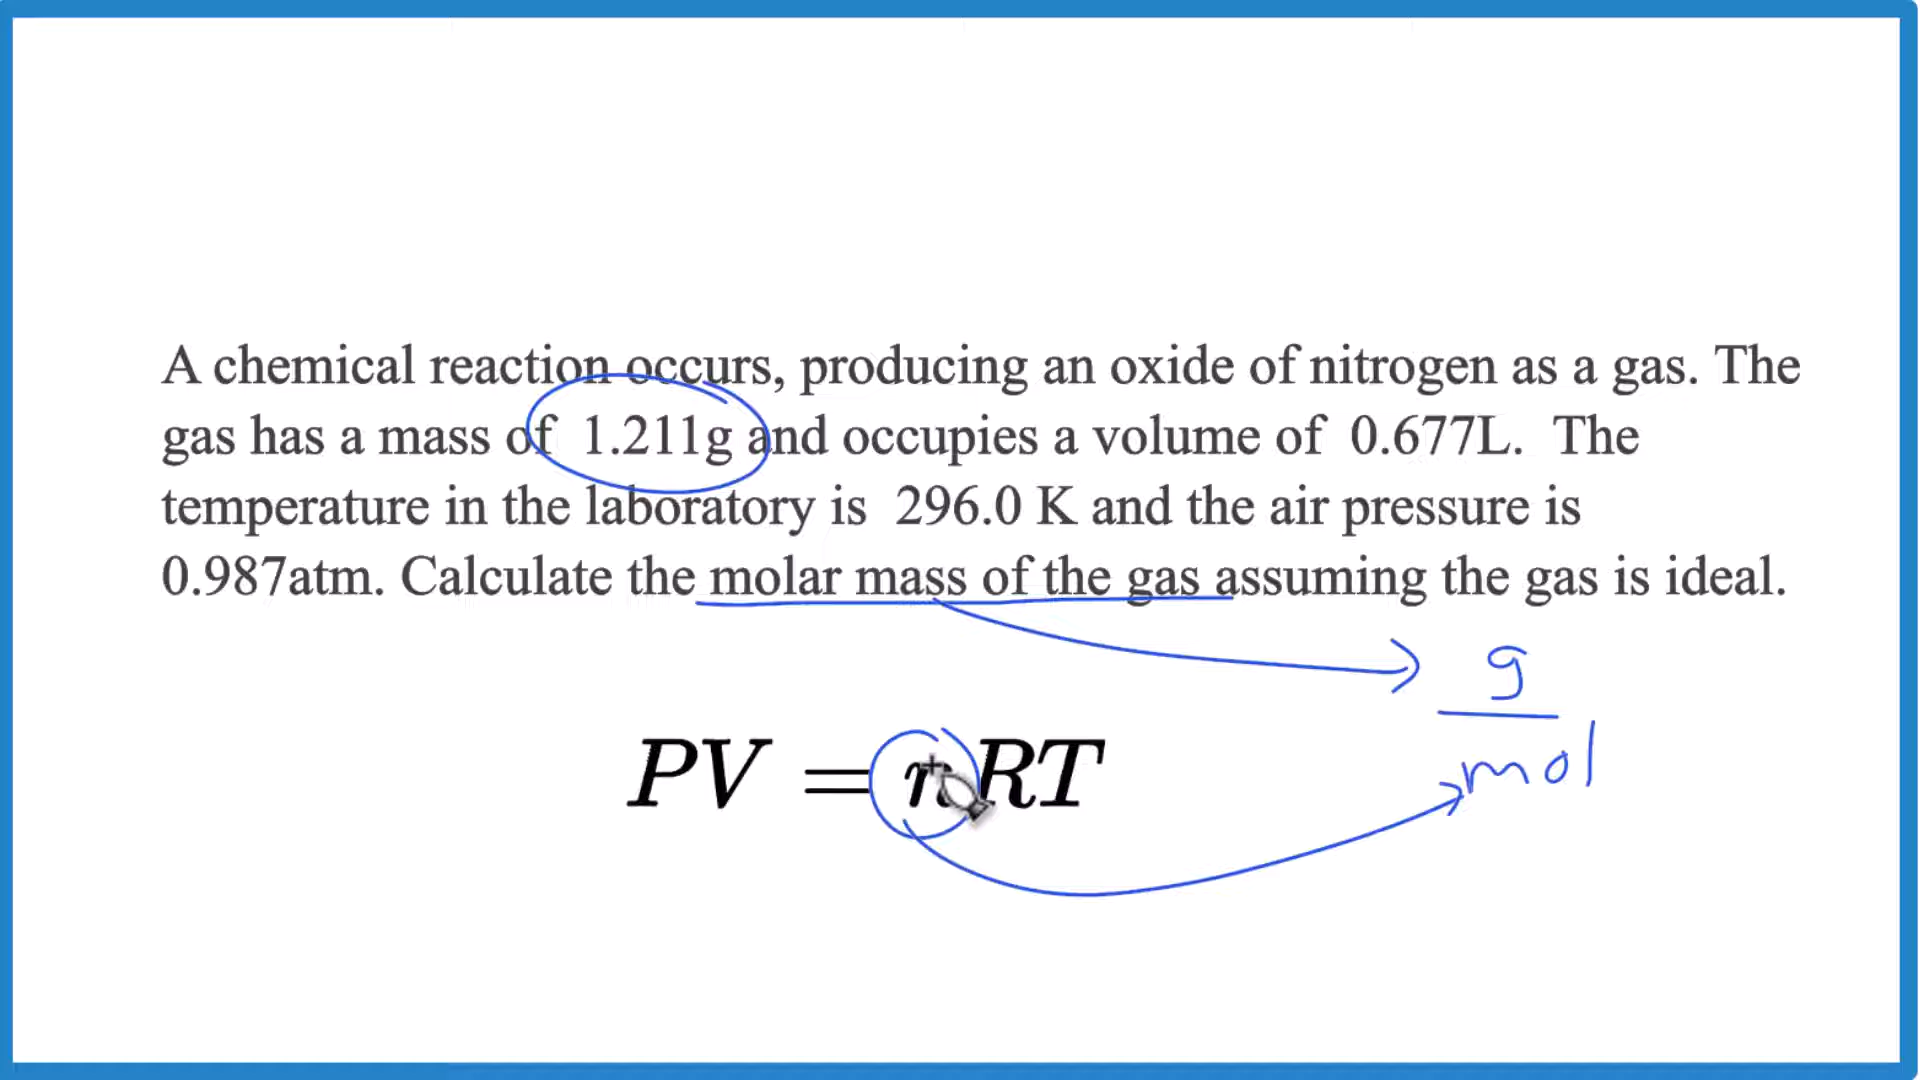 A chemical reaction occurs, producing an oxide of nitrogen as a gas. The
gas has a mass of 1.211g and occupies a volume of 0.677L. The
temperature in the laboratory is 296.0 K and the air pressure is
0.987atm. Calculate the molar mass of the gas assuming the gas is ideal.
g
mol
PV = nRT